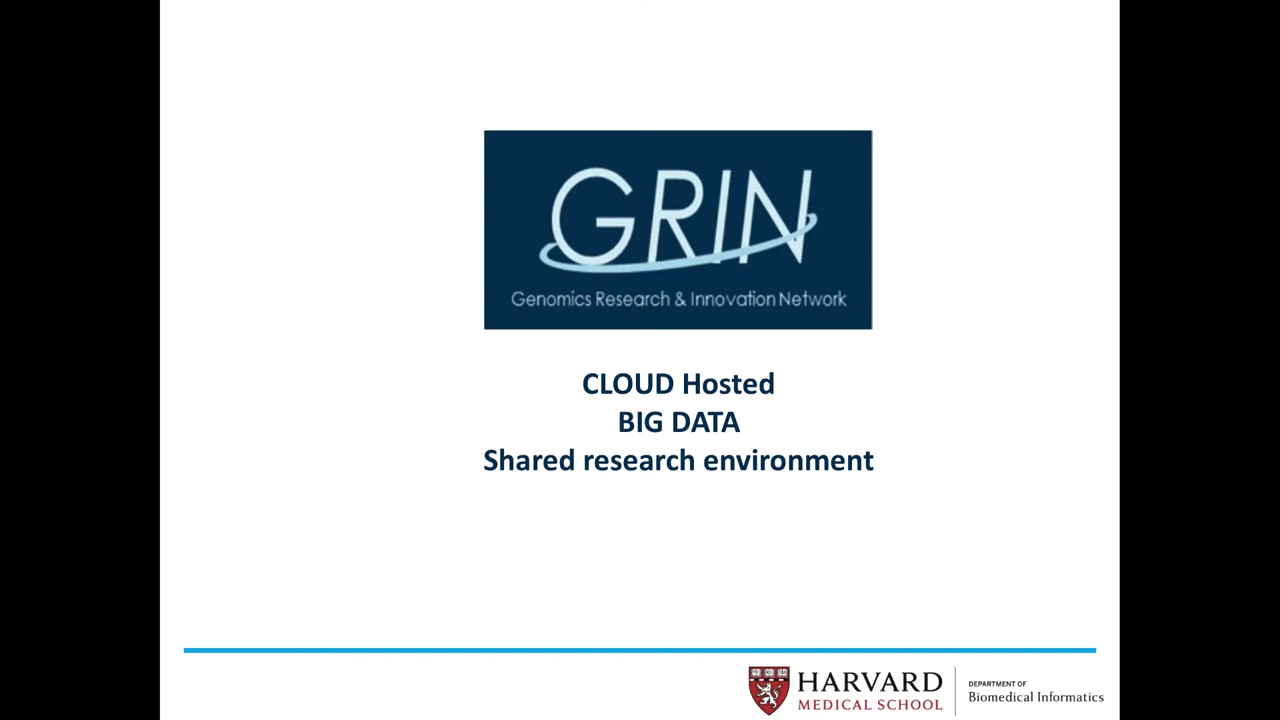 GRIN
Genomics Research & Innovation Network
CLOUD Hosted
BIG DATA
Shared research environment
HARVARD
MEDICAL SCHOOL
DEPARTMENT OF
Biomedical Informatics